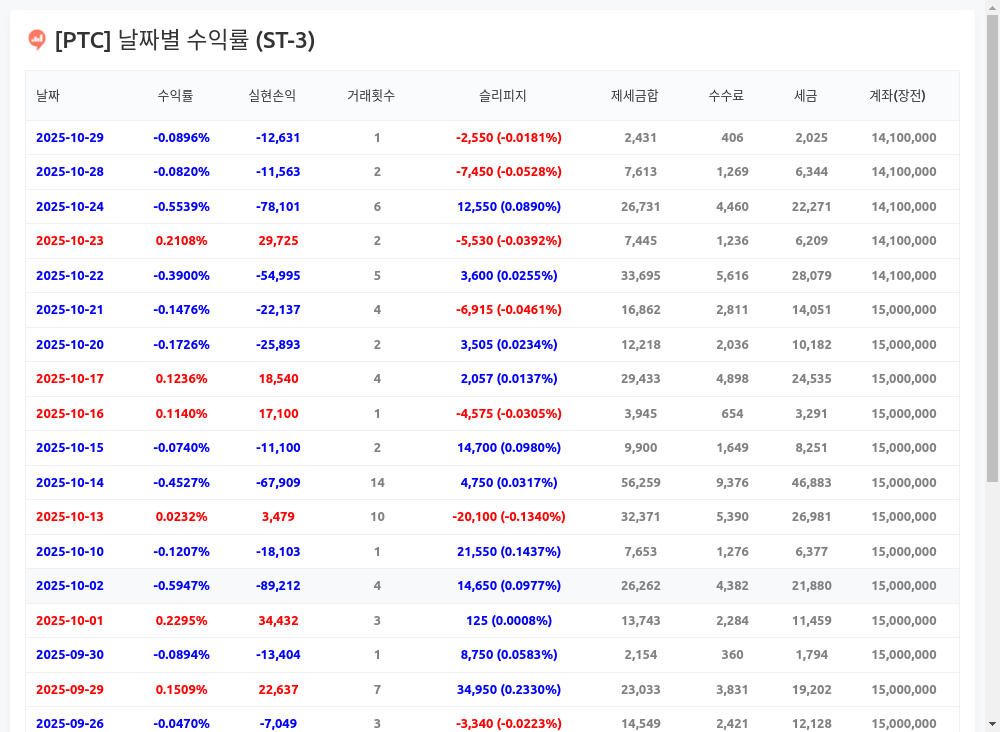 [PTC] 날짜별 수익률 (ST-3)
날짜 수익률 실현손익 거래횟수 슬리피지 제세금합 수수료 세금 계좌(장전)
2025-10-29 -0.0896% -12,631 1 -2,550 (-0.0181%) 2,431 406 2,025 14,100,000
2025-10-28 -0.0820% -11,563 2 -7,450 (-0.0528%) 7,613 1,269 6,344 14,100,000
2025-10-24 -0.5539% -78,101 6 12,550 (0.0890%) 26,731 4,460 22,271 14,100,000
2025-10-23 0.2108% 29,725 2 -5,530 (-0.0392%) 7,445 1,236 6,209 14,100,000
2025-10-22 -0.3900% -54,995 5 3,600 (0.0255%) 33,695 5,616 28,079 14,100,000
2025-10-21 -0.1476% -22,137 4 -6,915 (-0.0461%) 16,862 2,811 14,051 15,000,000
2025-10-20 -0.1726% -25,893 2 3,505 (0.0234%) 12,218 2,036 10,182 15,000,000
2025-10-17 0.1236% 18,540 4 2,057 (0.0137%) 29,433 4,898 24,535 15,000,000
2025-10-16 0.1140% 17,100 1 -4,575 (-0.0305%) 3,945 654 3,291 15,000,000
2025-10-15 -0.0740% -11,100 2 14,700 (0.0980%) 9,900 1,649 8,251 15,000,000
2025-10-14 -0.4527% -67,909 14 4,750 (0.0317%) 56,259 9,376 46,883 15,000,000
2025-10-13 0.0232% 3,479 10 -20,100 (-0.1340%) 32,371 5,390 26,981 15,000,000
2025-10-10 -0.1207% -18,103 1 21,550 (0.1437%) 7,653 1,276 6,377 15,000,000
2025-10-02 -0.5947% -89,212 4 14,650 (0.0977%) 26,262 4,382 21,880 15,000,000
2025-10-01 0.2295% 34,432 3 125 (0.0008%) 13,743 2,284 11,459 15,000,000
2025-09-30 -0.0894% -13,404 1 8,750 (0.0583%) 2,154 360 1,794 15,000,000
2025-09-29 0.1509% 22,637 7 34,950 (0.2330%) 23,033 3,831 19,202 15,000,000
2025-09-26 -0.0470% -7,049 3 -3,340 (-0.0223%) 14,549 2,421 12,128 15,000,000